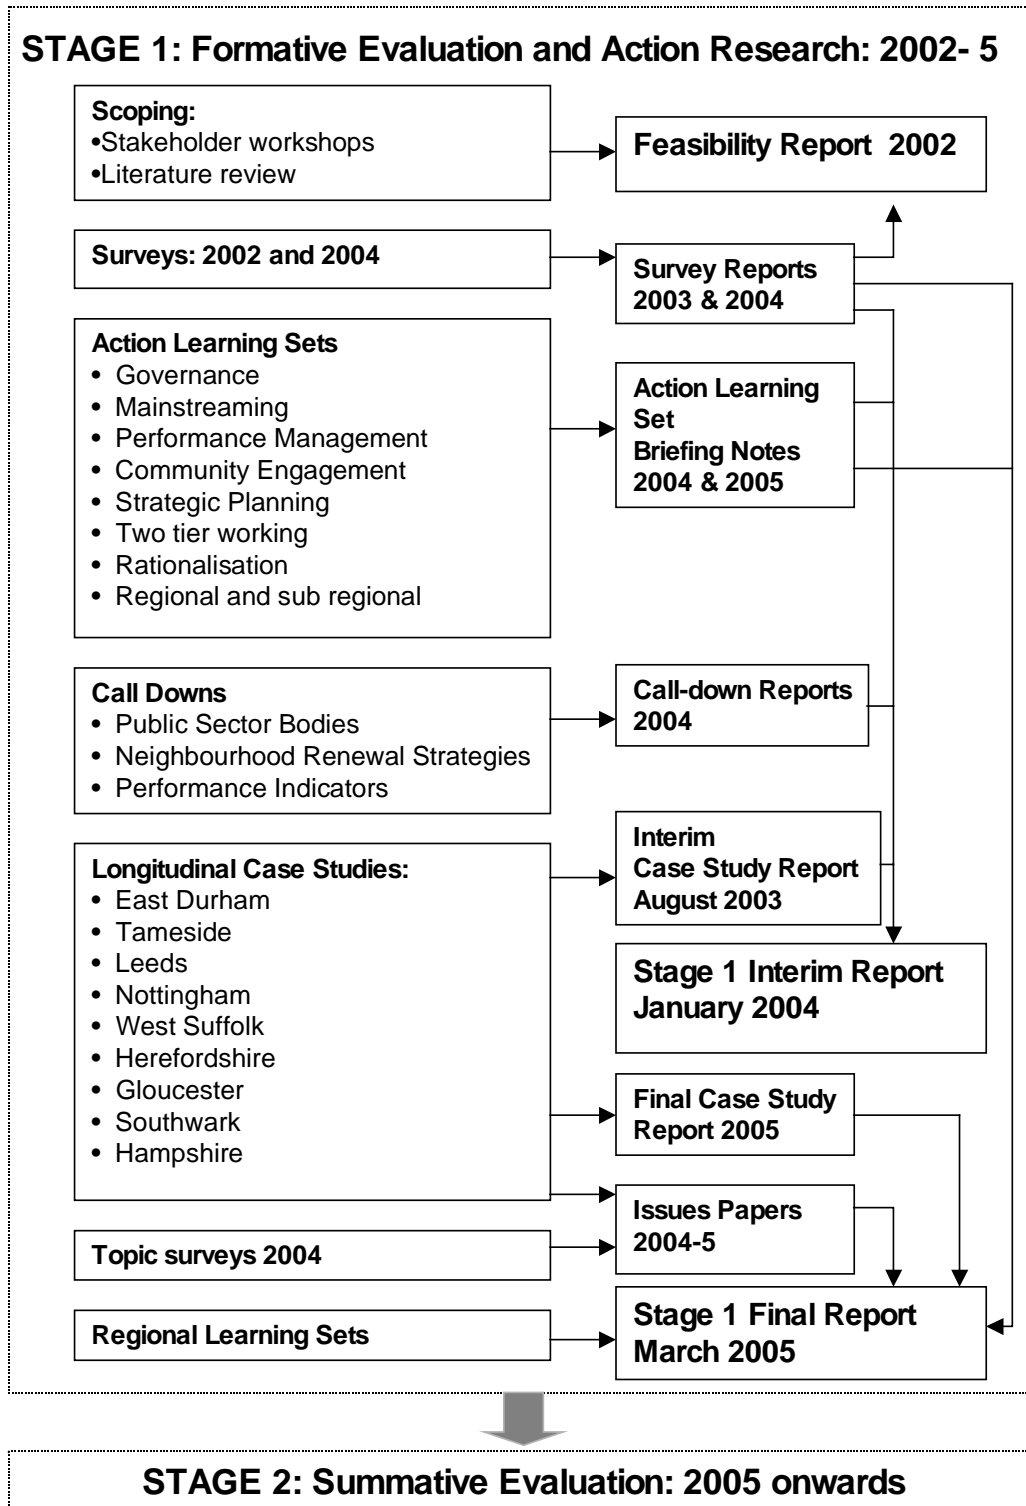 STAGE 1: Formative Evaluation and Action Research: 2002- 5
Scoping:
•Stakeholder workshops
•Literature review
Feasibility Report 2002
Surveys: 2002 and 2004
Survey Reports
2003 & 2004
Action Learning Sets
• Governance
• Mainstreaming
• Performance Management
• Community Engagement
• Strategic Planning
• Two tier working
• Rationalisation
• Regional and sub regional
Action Learning
Set
Briefing Notes
2004 & 2005
Call Downs
• Public Sector Bodies
• Neighbourhood Renewal Strategies
• Performance Indicators
Call-down Reports
2004
Longitudinal Case Studies:
• East Durham
• Tameside
• Leeds
• Nottingham
• West Suffolk
• Herefordshire
• Gloucester
• Southwark
• Hampshire
Interim
Case Study Report
August 2003
Stage 1 Interim Report
January 2004
Final Case Study
Report 2005
Issues Papers
2004-5
Topic surveys 2004
Regional Learning Sets
Stage 1 Final Report
March 2005
STAGE 2: Summative Evaluation: 2005 onwards